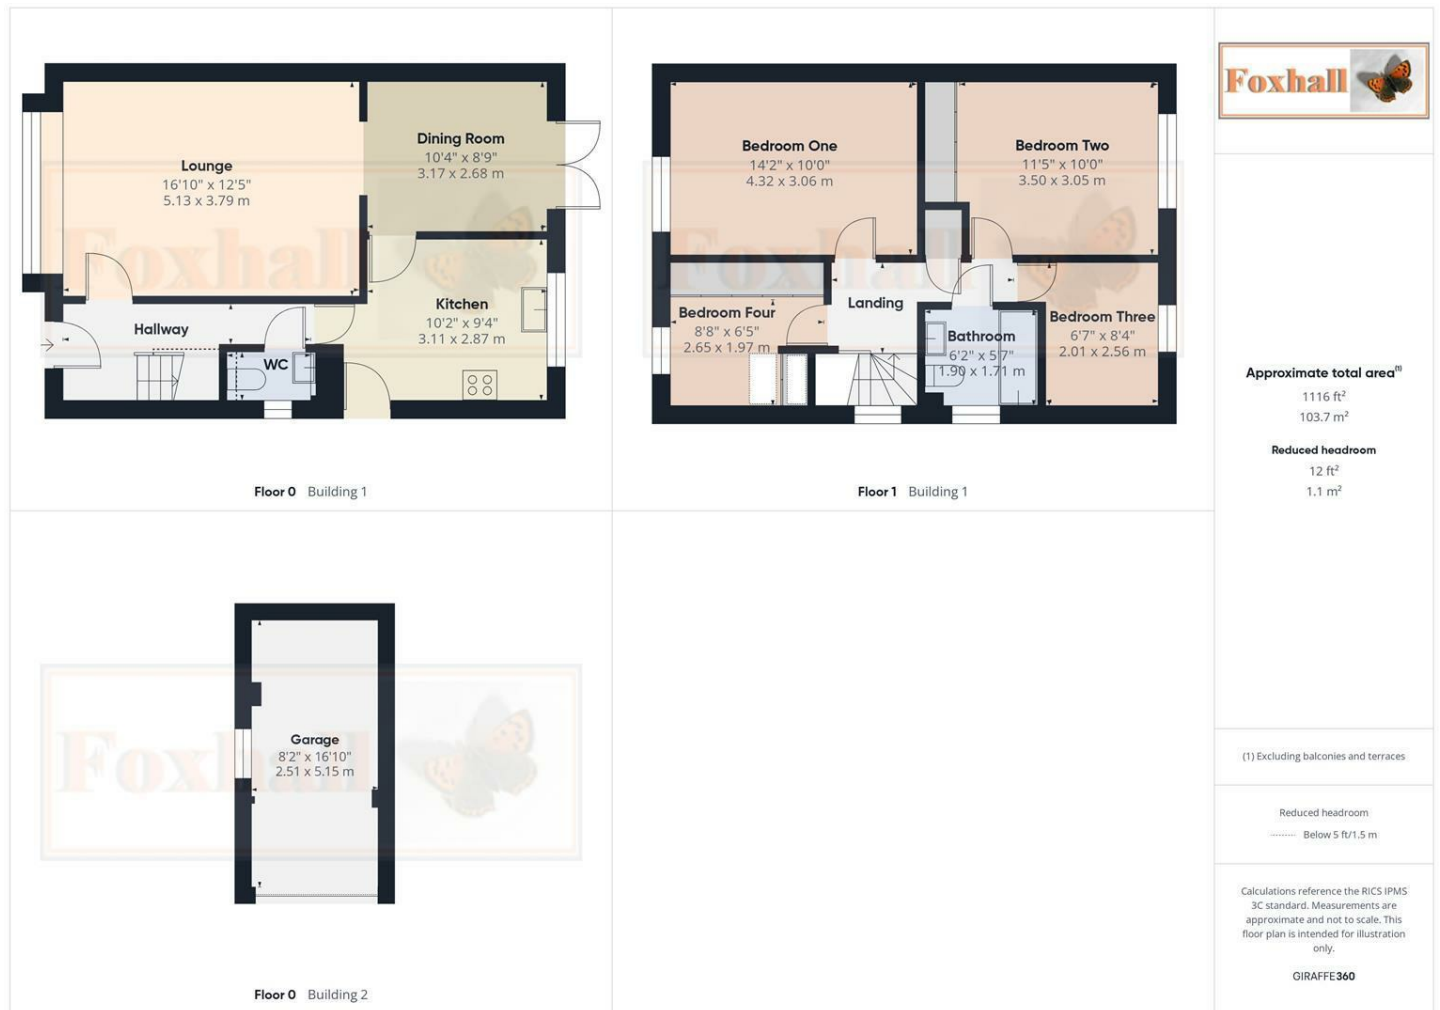 Lounge
16'10" x 12'5"
5.13 x 3.79 m
Dining Room
10'4" x 8'9"
3.17 x 2.68 m
Kitchen
10'2" x 9'4"
3.11 x 2.87 m
Hallway
WC
Foxhall
Floor 0 Building 1
Bedroom One
14'2" x 10'0"
4.32 x 3.06 m
Bedroom Two
11'5" x 10'0"
3.50 x 3.05 m
Landing
Bedroom Four
8'8" x 6'5"
2.65 x 1.97 m
Bathroom
6'2" x 5'7"
1.90 x 1.71 m
Bedroom Three
6'7" x 8'4"
2.01 x 2.56 m
Foxhall
Floor 1 Building 1
Garage
8'2" x 16'10"
2.51 x 5.15 m
Foxhall
Floor 0 Building 2
Foxhall
Approximate total area(1)
1116 ft²
103.7 m²
Reduced headroom
12 ft²
1.1 m²
(1) Excluding balconies and terraces
Reduced headroom
Below 5 ft/1.5 m
Calculations reference the RICS IPMS
3C standard. Measurements are
approximate and not to scale. This
floor plan is intended for illustration
only.
GIRAFFE360